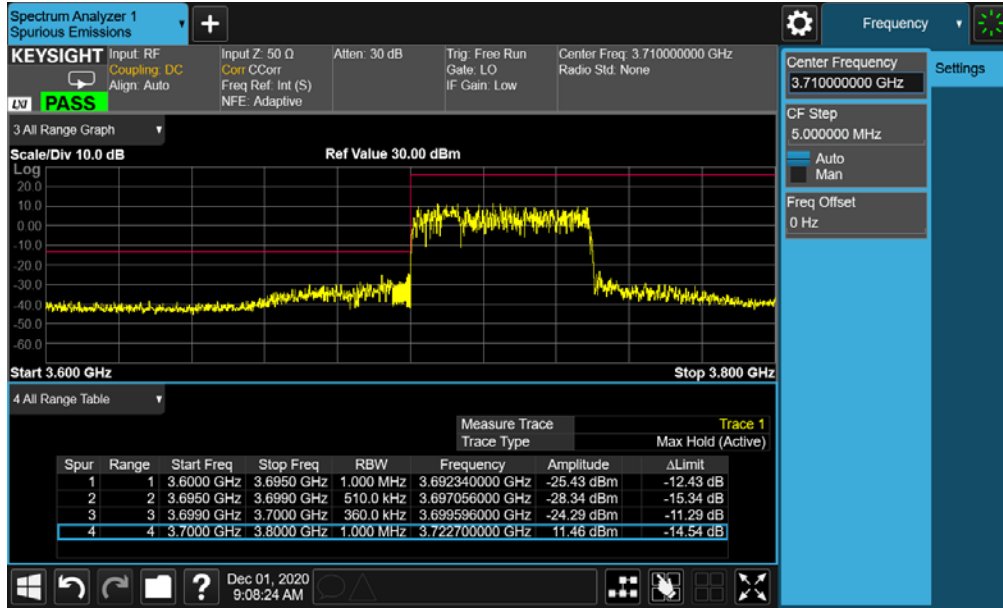 Spectrum Analyzer 1
Spurious Emissions
+
Frequency
KEYSIGHT
LXI
PASS
Input: RF
Coupling: DC
Align: Auto
Input Z: 50 Ω
Corr CCorr
Freq Ref: Int (S)
NFE: Adaptive
Atten: 30 dB
Trig: Free Run
Gate: LO
IF Gain: Low
Center Freq: 3.710000000 GHz
Radio Std: None
Center Frequency
3.710000000 GHz
Settings
CF Step
5.000000 MHz
Auto
Man
Freq Offset
0 Hz
3 All Range Graph
Scale/Div 10.0 dB
Ref Value 30.00 dBm
Log
20.0
10.0
0.00
-10.0
-20.0
-30.0
-40.0
-50.0
-60.0
Start 3.600 GHz
Stop 3.800 GHz
4 All Range Table
Measure Trace Trace 1
Trace Type Max Hold (Active)
Spur Range Start Freq Stop Freq RBW Frequency Amplitude ΔLimit
1 1 3.6000 GHz 3.6950 GHz 1.000 MHz 3.692340000 GHz -25.43 dBm -12.43 dB
2 2 3.6950 GHz 3.6990 GHz 510.0 kHz 3.697056000 GHz -28.34 dBm -15.34 dB
3 3 3.6990 GHz 3.7000 GHz 360.0 kHz 3.699596000 GHz -24.29 dBm -11.29 dB
4 4 3.7000 GHz 3.8000 GHz 1.000 MHz 3.722700000 GHz 11.46 dBm -14.54 dB
?
Dec 01, 2020
9:08:24 AM